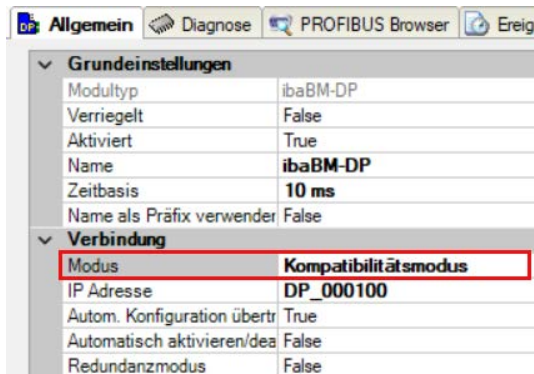 DP Allgemein Diagnose PROFIBUS Browser Ereig
Grundeinstellungen
Modultyp ibaBM-DP
Verriegelt False
Aktiviert True
Name ibaBM-DP
Zeitbasis 10 ms
Name als Präfix verwender False
Verbindung
Modus Kompatibilitätsmodus
IP Adresse DP_000100
Autom. Konfiguration übertr True
Automatisch aktivieren/dea False
Redundanzmodus False